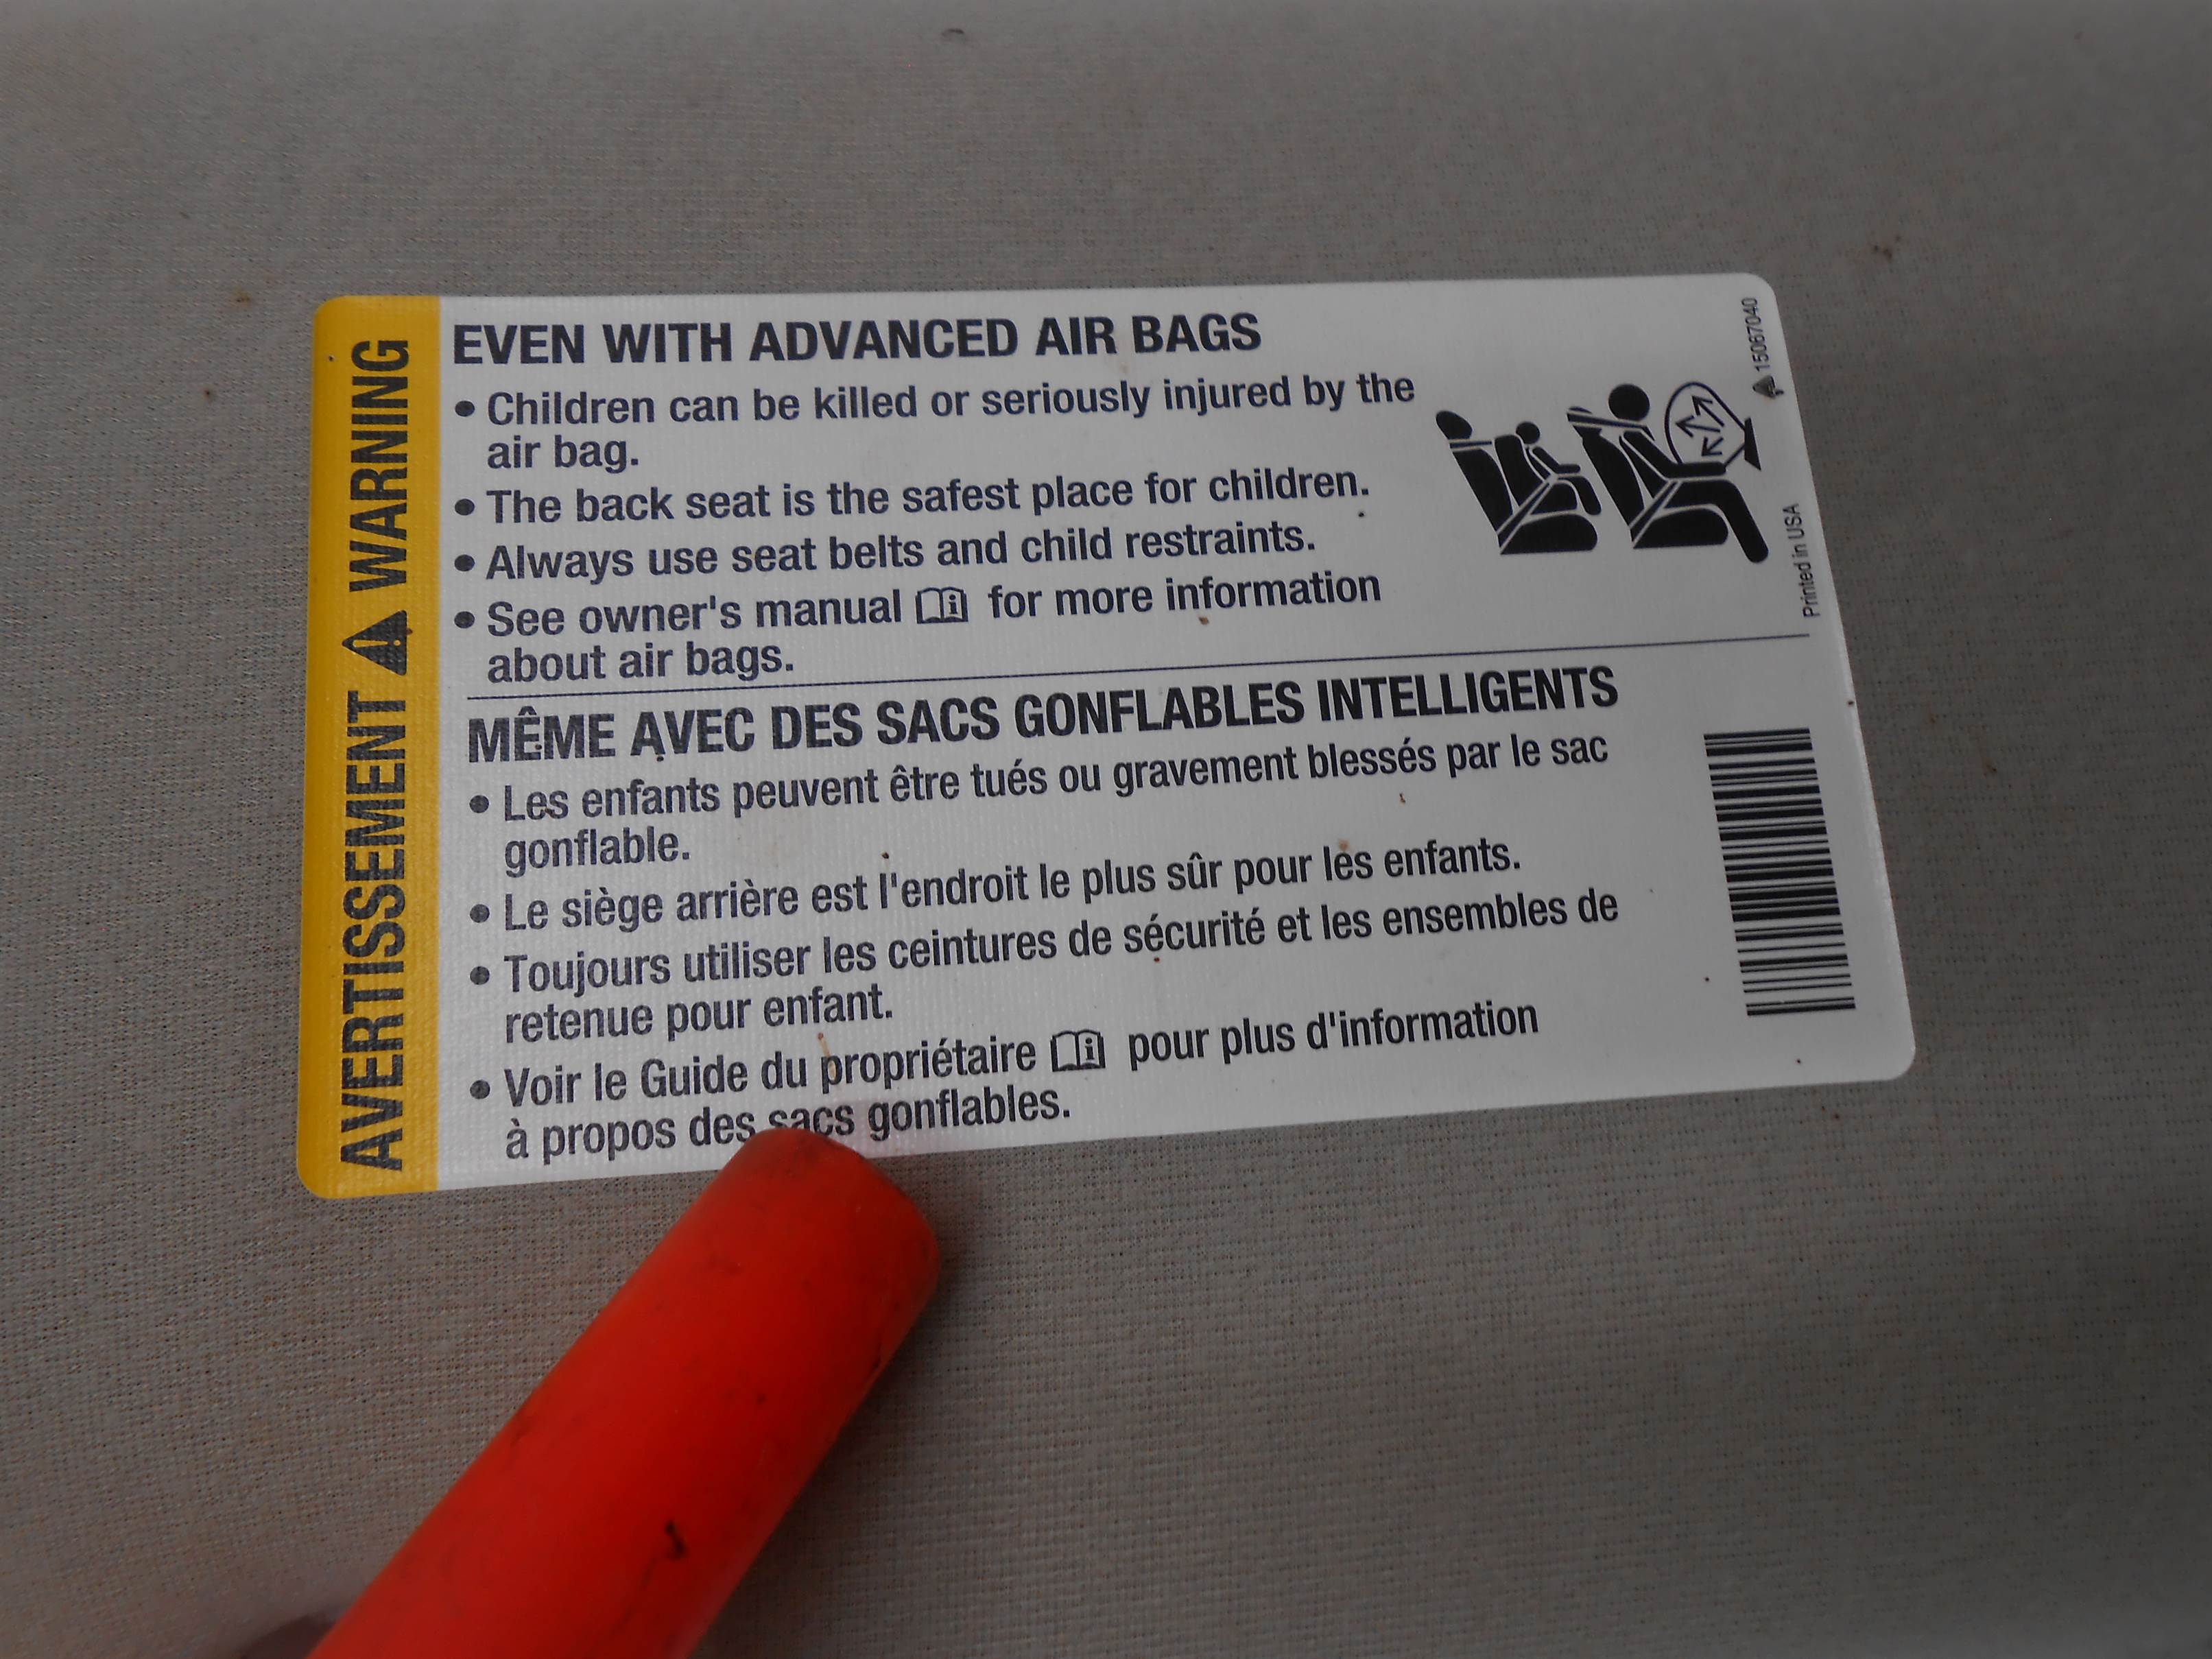 AVERTISSEMENT WARNING
EVEN WITH ADVANCED AIR BAGS
• Children can be killed or seriously injured by the
air bag.
• The back seat is the safest place for children.
• Always use seat belts and child restraints.
• See owner's manual for more information
about air bags.
15067040
Printed in USA
MÊME AVEC DES SACS GONFLABLES INTELLIGENTS
• Les enfants peuvent être tués ou gravement blessés par le sac
gonflable.
• Le siège arrière est l'endroit le plus sûr pour les enfants.
• Toujours utiliser les ceintures de sécurité et les ensembles de
retenue pour enfant.
• Voir le Guide du propriétaire pour plus d'information
à propos des sacs gonflables.